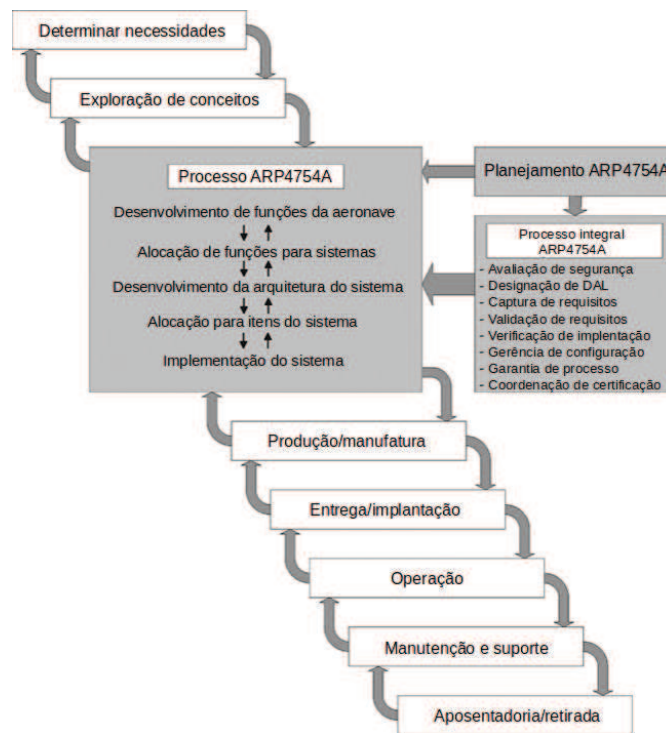 Determinar necessidades
Exploração de conceitos
Processo ARP4754A
Desenvolvimento de funções da aeronave
Alocação de funções para sistemas
Desenvolvimento da arquitetura do sistema
Alocação para itens do sistema
Implementação do sistema
Planejamento ARP4754A
Processo integral
ARP4754A
- Avaliação de segurança
- Designação de DAL
- Captura de requisitos
- Validação de requisitos
- Verificação de implentação
- Gerência de configuração
- Garantia de processo
- Coordenação de certificação
Produção/manufatura
Entrega/implantação
Operação
Manutenção e suporte
Aposentadoria/retirada